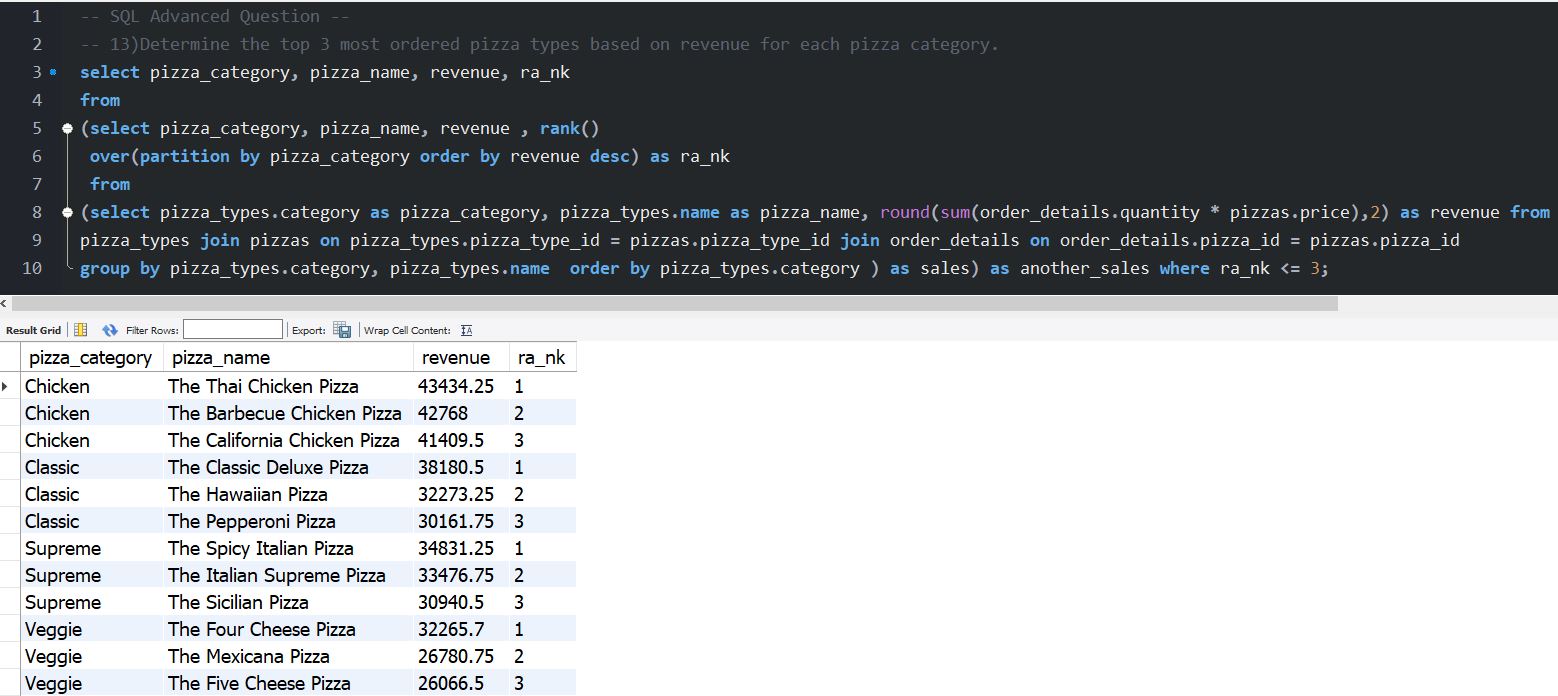 1 -- SQL Advanced Question --
2 -- 13)Determine the top 3 most ordered pizza types based on revenue for each pizza category.
3 select pizza_category, pizza_name, revenue, ra_nk
4 from
5 (select pizza_category, pizza_name, revenue , rank()
6 over(partition by pizza_category order by revenue desc) as ra_nk
7 from
8 (select pizza_types.category as pizza_category, pizza_types.name as pizza_name, round(sum(order_details.quantity * pizzas.price),2) as revenue from
9 pizza_types join pizzas on pizza_types.pizza_type_id = pizzas.pizza_type_id join order_details on order_details.pizza_id = pizzas.pizza_id
10 group by pizza_types.category, pizza_types.name  order by pizza_types.category ) as sales) as another_sales where ra_nk <= 3;
Result Grid Filter Rows: Export: Wrap Cell Content:
pizza_category pizza_name revenue ra_nk
Chicken The Thai Chicken Pizza 43434.25 1
Chicken The Barbecue Chicken Pizza 42768 2
Chicken The California Chicken Pizza 41409.5 3
Classic The Classic Deluxe Pizza 38180.5 1
Classic The Hawaiian Pizza 32273.25 2
Classic The Pepperoni Pizza 30161.75 3
Supreme The Spicy Italian Pizza 34831.25 1
Supreme The Italian Supreme Pizza 33476.75 2
Supreme The Sicilian Pizza 30940.5 3
Veggie The Four Cheese Pizza 32265.7 1
Veggie The Mexicana Pizza 26780.75 2
Veggie The Five Cheese Pizza 26066.5 3